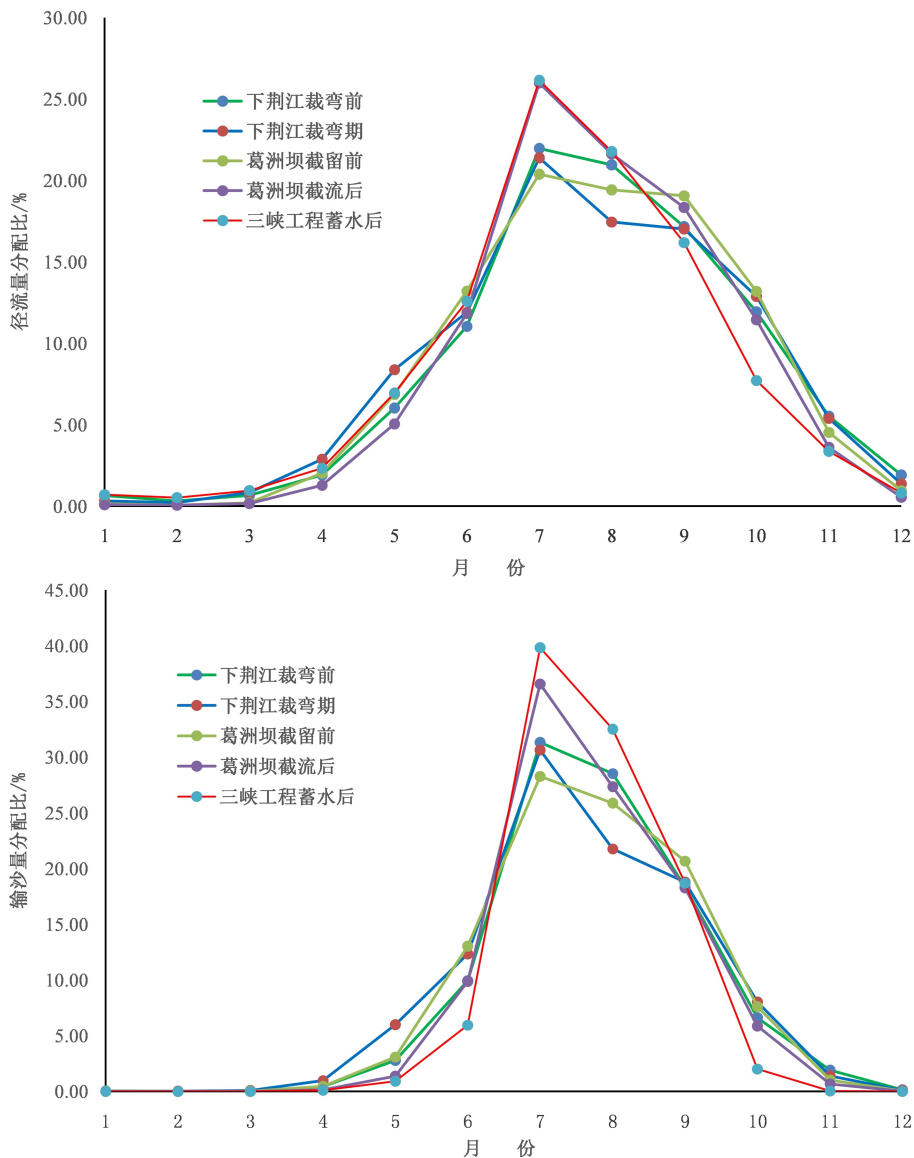 30.00
25.00
20.00
15.00
10.00
5.00
0.00
径流量分配比/%
下荆江裁弯前
下荆江裁弯期
葛洲坝截留前
葛洲坝截流后
三峡工程蓄水后
1 2 3 4 5 6 7 8 9 10 11 12
月 份
45.00
40.00
35.00
30.00
25.00
20.00
15.00
10.00
5.00
0.00
输沙量分配比/%
下荆江裁弯前
下荆江裁弯期
葛洲坝截留前
葛洲坝截流后
三峡工程蓄水后
1 2 3 4 5 6 7 8 9 10 11 12
月 份